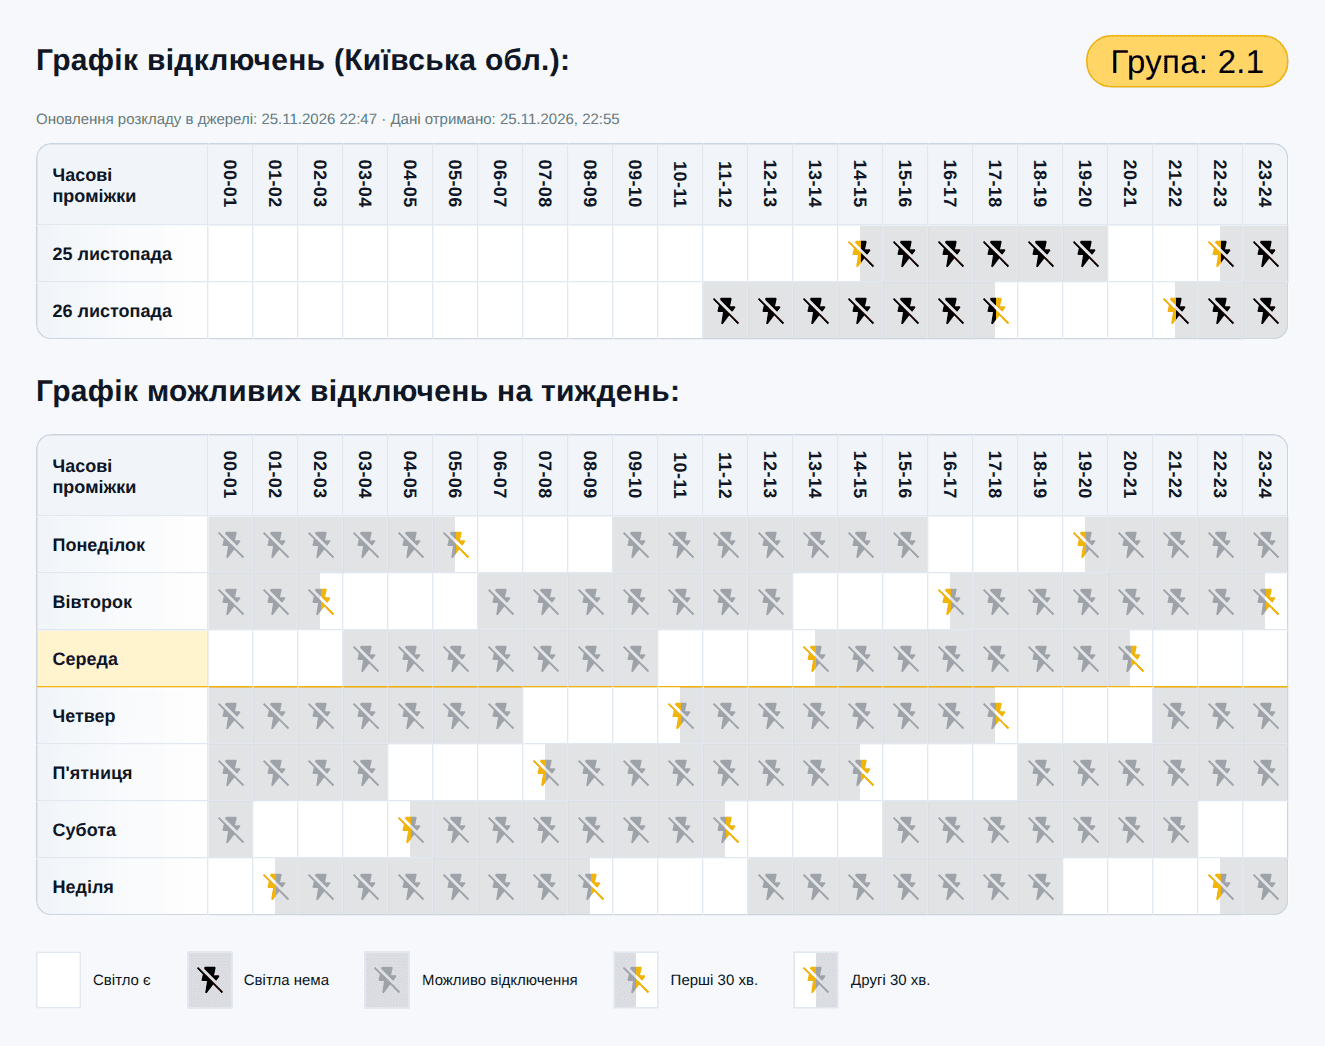 Графік відключень (Київська обл.):
Група: 2.1
Оновлення розкладу в джерелі: 25.11.2026 22:47 · Дані отримано: 25.11.2026, 22:55
Часові
проміжки
00-01 01-02 02-03 03-04 04-05 05-06 06-07 07-08 08-09 09-10 10-11 11-12 12-13 13-14 14-15 15-16 16-17 17-18 18-19 19-20 20-21 21-22 22-23 23-24
25 листопада
26 листопада
Графік можливих відключень на тиждень:
Часові
проміжки
00-01 01-02 02-03 03-04 04-05 05-06 06-07 07-08 08-09 09-10 10-11 11-12 12-13 13-14 14-15 15-16 16-17 17-18 18-19 19-20 20-21 21-22 22-23 23-24
Понеділок
Вівторок
Середа
Четвер
П'ятниця
Субота
Неділя
Світло є Світла нема Можливо відключення Перші 30 хв. Другі 30 хв.